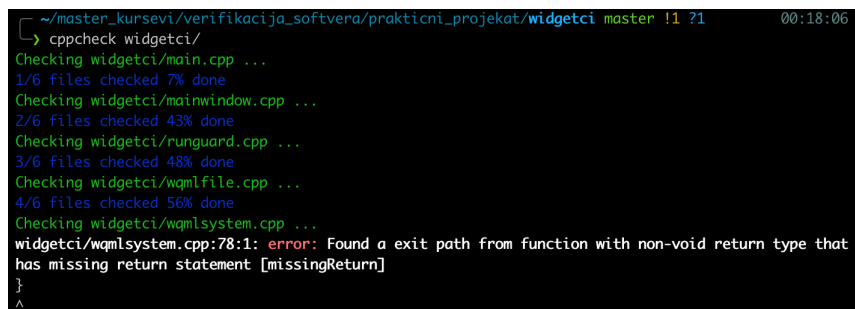 ~/master_kursevi/verifikacija_softvera/prakticni_projekat/widgetci master !1 ?1 00:18:06
❯ cppcheck widgetci/
Checking widgetci/main.cpp ...
1/6 files checked 7% done
Checking widgetci/mainwindow.cpp ...
2/6 files checked 43% done
Checking widgetci/runguard.cpp ...
3/6 files checked 48% done
Checking widgetci/wqmlfile.cpp ...
4/6 files checked 56% done
Checking widgetci/wqmlsystem.cpp ...
widgetci/wqmlsystem.cpp:78:1: error: Found a exit path from function with non-void return type that
has missing return statement [missingReturn]
}
^